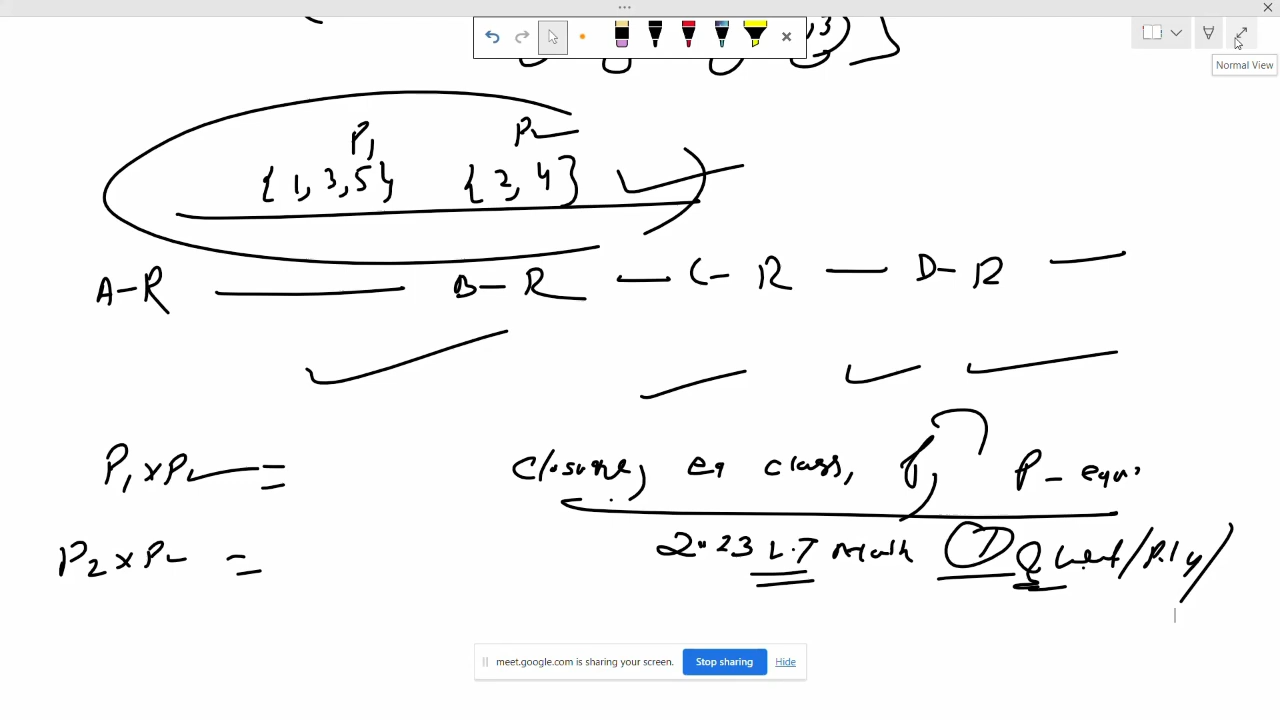 Normal View
P1 P2
{1, 3, 5} {2, 4}
A-R B-R C-R D-R
P1 x P2 =
closure, eq class, P-equi
P2 x P2 =
2023 L.T Math
meet.google.com is sharing your screen. Stop sharing Hide